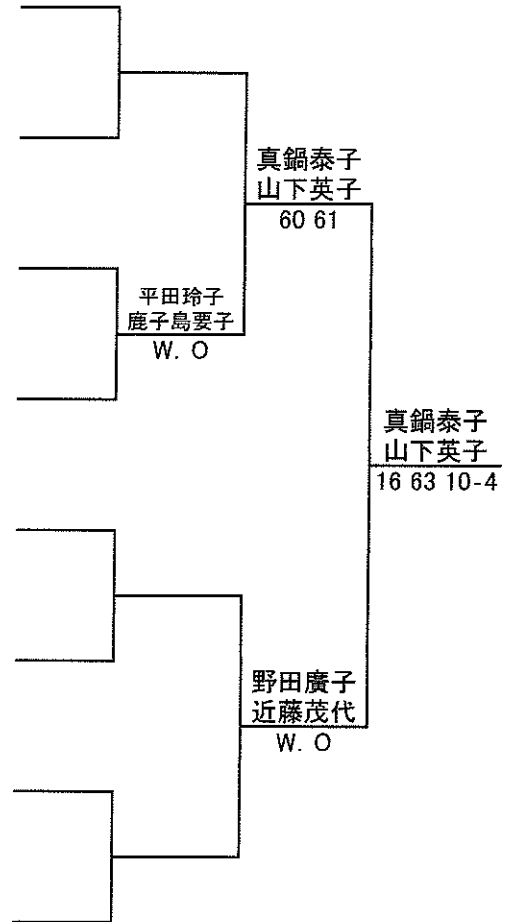 真鍋泰子
山下英子
60 61
平田玲子
鹿子島要子
W. O
真鍋泰子
山下英子
16 63 10-4
野田廣子
近藤茂代
W. O